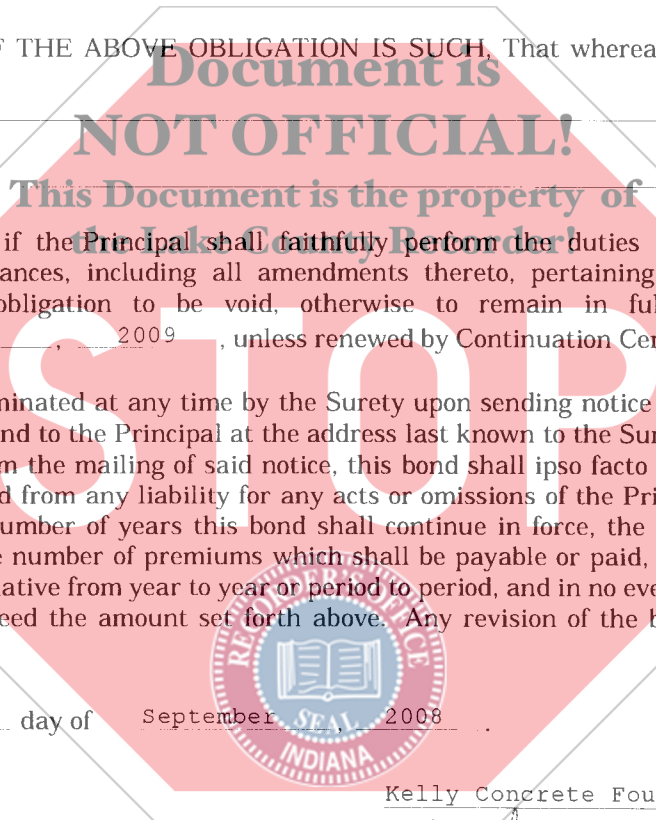 F THE ABOVE OBLIGATION IS SUCH, That wherea
Document is
NOT OFFICIAL!
This Document is the property of
the Lake County Recorder!
if the Principal shall faithfully perform the duties
ances, including all amendments thereto, pertaining
obligation to be void, otherwise to remain in ful
, 2009 , unless renewed by Continuation Cer
STOP
minated at any time by the Surety upon sending notice
nd to the Principal at the address last known to the Sur
m the mailing of said notice, this bond shall ipso facto
d from any liability for any acts or omissions of the Pri
umber of years this bond shall continue in force, the
e number of premiums which shall be payable or paid,
lative from year to year or period to period, and in no eve
eed the amount set forth above. Any revision of the b
RECORDER'S OFFICE
SEAL
INDIANA
day of September , 2008 .
Kelly Concrete Fou